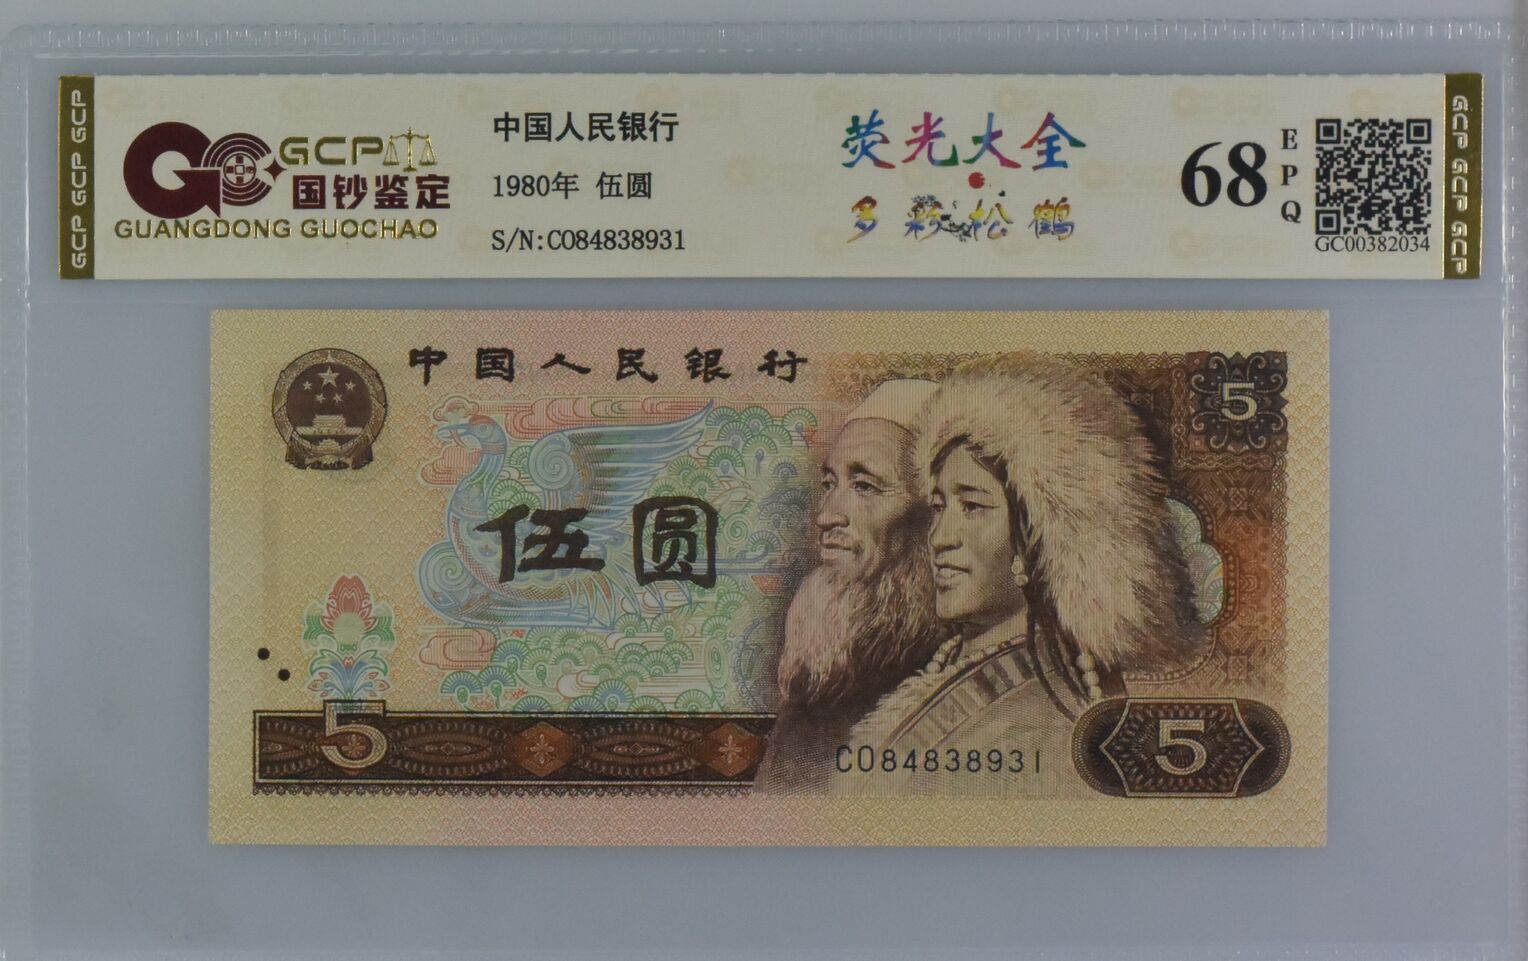 GCP GCP GCP
GCP
国钞鉴定
GUANGDONG GUOCHAO
中国人民银行
1980年 伍圆
S/N:CO84838931
荧光大全
多彩松鹤
68
EPQ
GC00382034
GCP GCP GCP
中国人民银行
5
伍圆
5
CO84838931
5